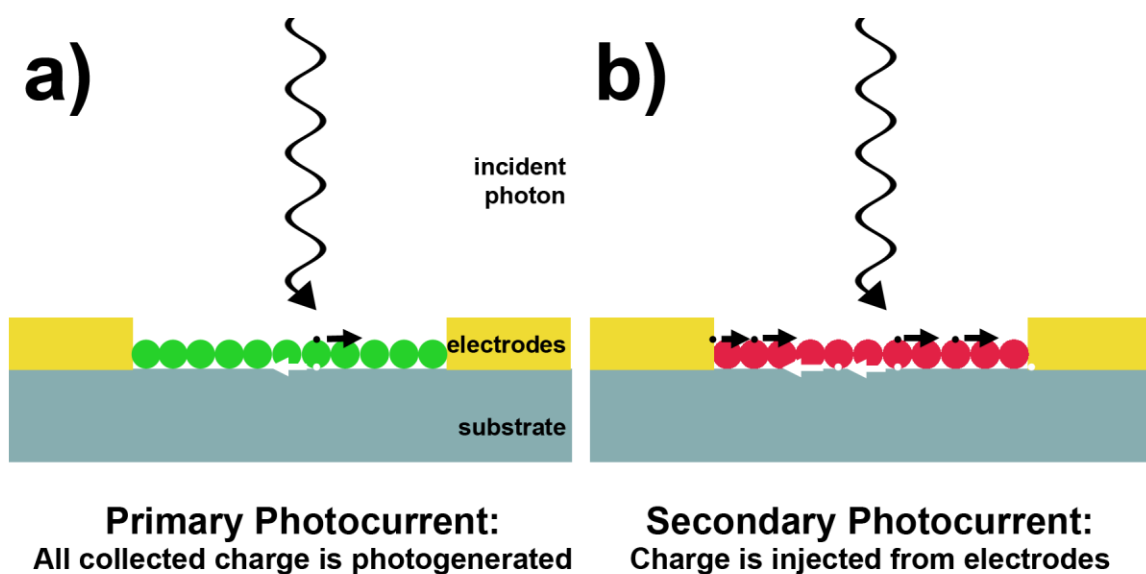 a)
b)
incident
photon
electrodes
substrate
Primary Photocurrent:
All collected charge is photogenerated
Secondary Photocurrent:
Charge is injected from electrodes